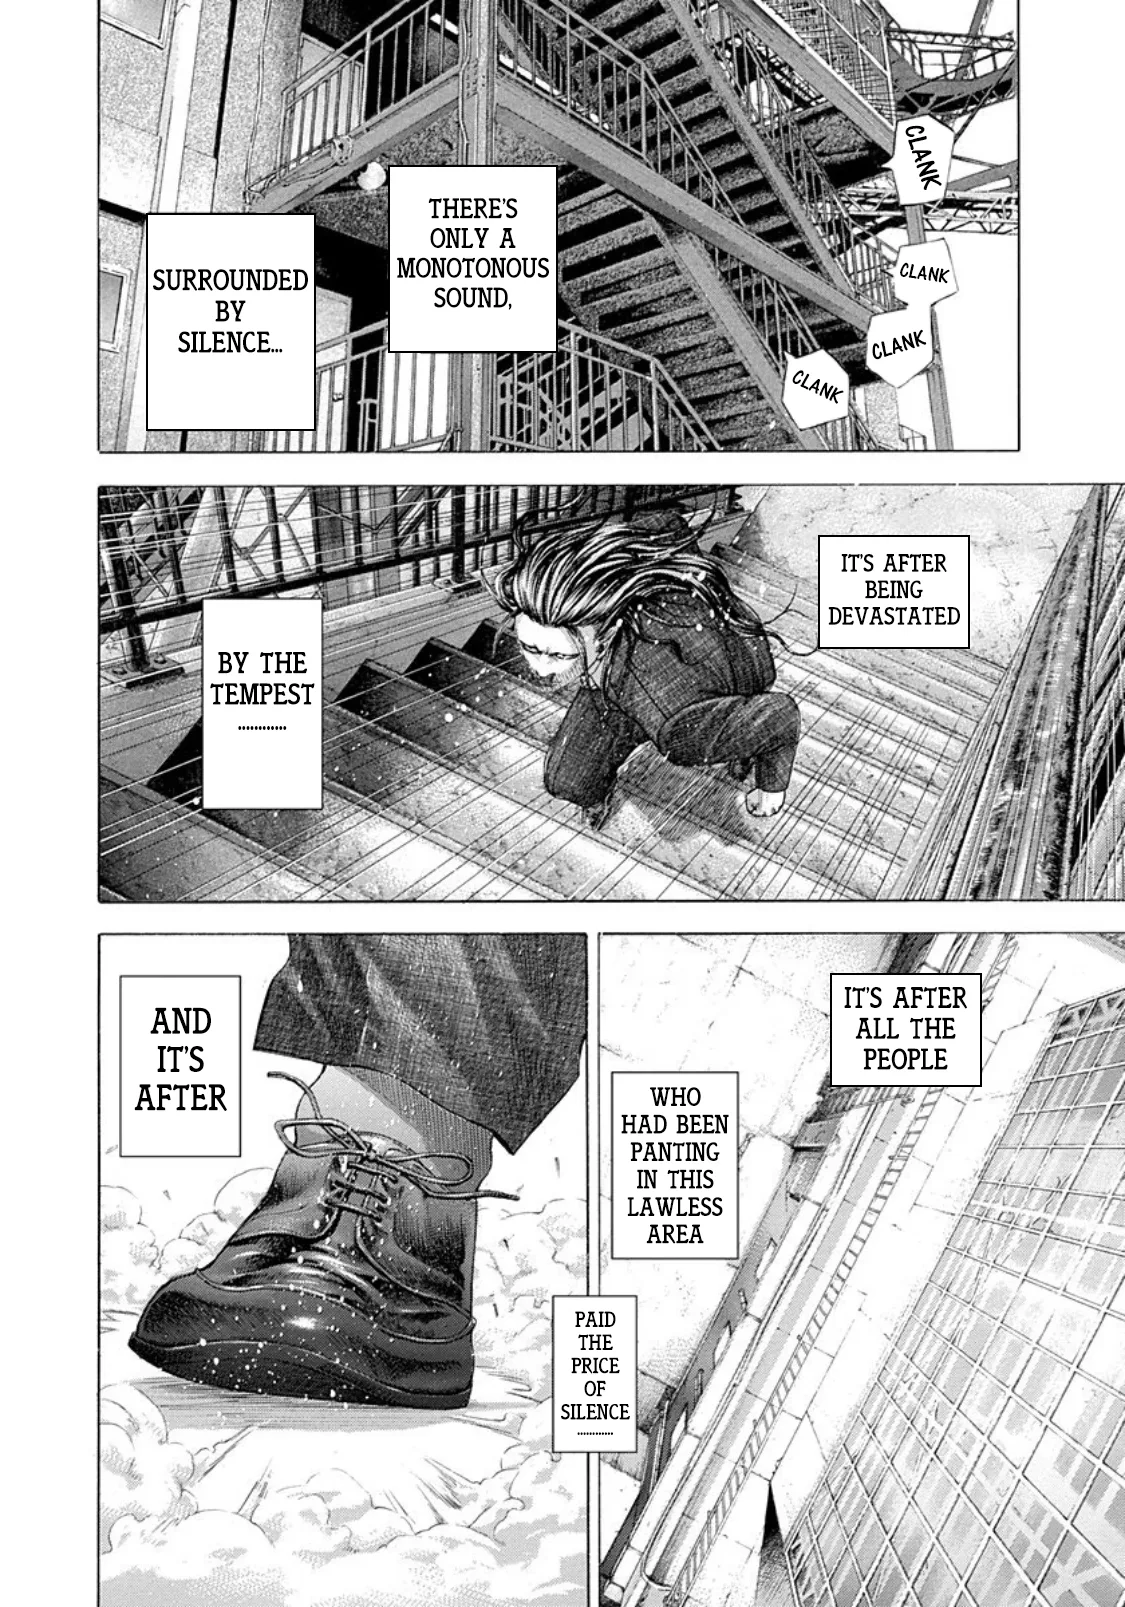 CLANK
CLANK
CLANK
CLANK
THERE'S
ONLY A
MONOTONOUS
SOUND,
SURROUNDED
BY
SILENCE...
IT'S AFTER
BEING
DEVASTATED
BY THE
TEMPEST
.............
IT'S AFTER
ALL THE
PEOPLE
WHO
HAD BEEN
PANTING
IN THIS
LAWLESS
AREA
PAID
THE
PRICE
OF
SILENCE
.............
AND
IT'S
AFTER